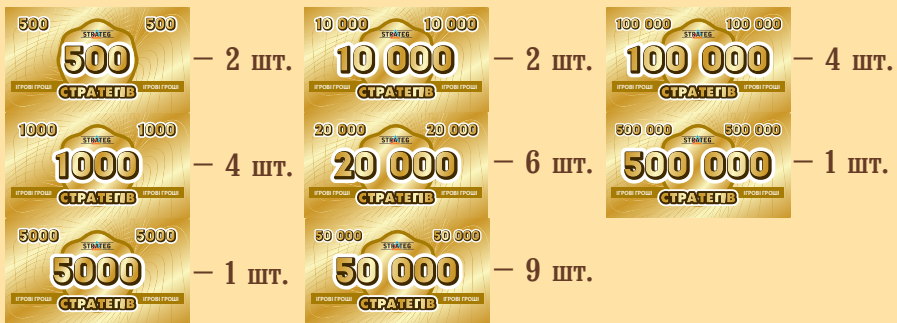 500 500
STRATEG
500
ІГРОВІ ГРОШІ ІГРОВІ ГРОШІ
СТРАТЕГІВ
– 2 шт.
10 000 10 000
STRATEG
10 000
ІГРОВІ ГРОШІ ІГРОВІ ГРОШІ
СТРАТЕГІВ
– 2 шт.
100 000 100 000
STRATEG
100 000
ІГРОВІ ГРОШІ ІГРОВІ ГРОШІ
СТРАТЕГІВ
– 4 шт.
1000 1000
STRATEG
1000
ІГРОВІ ГРОШІ ІГРОВІ ГРОШІ
СТРАТЕГІВ
– 4 шт.
20 000 20 000
STRATEG
20 000
ІГРОВІ ГРОШІ ІГРОВІ ГРОШІ
СТРАТЕГІВ
– 6 шт.
500 000 500 000
STRATEG
500 000
ІГРОВІ ГРОШІ ІГРОВІ ГРОШІ
СТРАТЕГІВ
– 1 шт.
5000 5000
STRATEG
5000
ІГРОВІ ГРОШІ ІГРОВІ ГРОШІ
СТРАТЕГІВ
– 1 шт.
50 000 50 000
STRATEG
50 000
ІГРОВІ ГРОШІ ІГРОВІ ГРОШІ
СТРАТЕГІВ
– 9 шт.